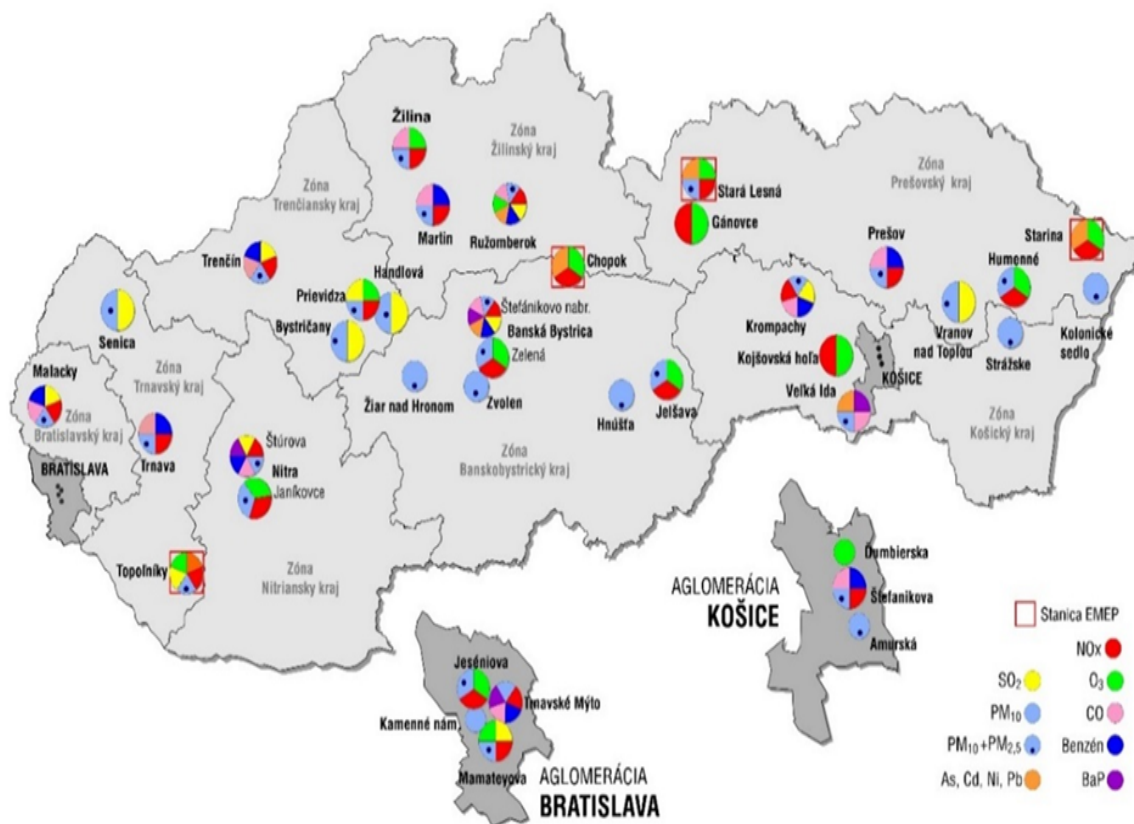 Žilina
Zóna
Žilinský kraj
Martin
Ružomberok
Zóna
Trenčiansky kraj
Trenčín
Handlová
Prievidza
Bystričany
Chopok
Stará Lesná
Gánovce
Zóna
Prešovský kraj
Prešov
Starina
Humenné
Vranov
nad Topľou
Strážske
Kolonické
sedlo
Krompachy
Kojšovská hoľa
KOŠICE
Veľká Ida
Zóna
Košický kraj
Senica
Zóna
Trnavský kraj
Malacky
Zóna
Bratislavský kraj
BRATISLAVA
Trnava
Štefánikovo nabr.
Banská Bystrica
Zelená
Žiar nad Hronom
Zvolen
Hnúšťa
Jelšava
Zóna
Banskobystrický kraj
Štúrova
Nitra
Janíkovce
Topoľníky
Zóna
Nitriansky kraj
Jeséniova
Trnavské Mýto
Kamenné nám.
Mamateyova
AGLOMERÁCIA
BRATISLAVA
AGLOMERÁCIA
KOŠICE
Ďumbierska
Štefanikova
Amurská
Stanica EMEP
NOx
SO2 O3
PM10 CO
PM10+PM2,5 Benzén
As, Cd, Ni, Pb BaP